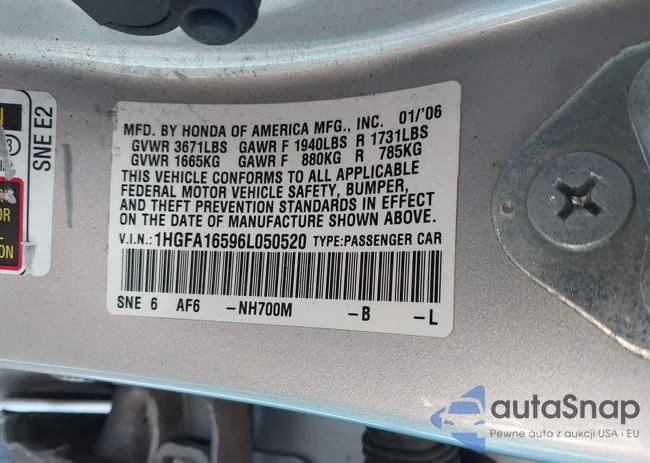 MFD. BY HONDA OF AMERICA MFG., INC. 01/'06
GVWR 3671LBS GAWR F 1940LBS R 1731LBS
GVWR 1665KG GAWR F 880KG R 785KG
THIS VEHICLE CONFORMS TO ALL APPLICABLE
FEDERAL MOTOR VEHICLE SAFETY, BUMPER,
AND THEFT PREVENTION STANDARDS IN EFFECT
ON THE DATE OF MANUFACTURE SHOWN ABOVE.
V.I.N.: 1HGFA16596L050520 TYPE:PASSENGER CAR
SNE 6 AF6 -NH700M -B -L
SNE E2
autaSnap
Pewne auta z aukcji USA i EU